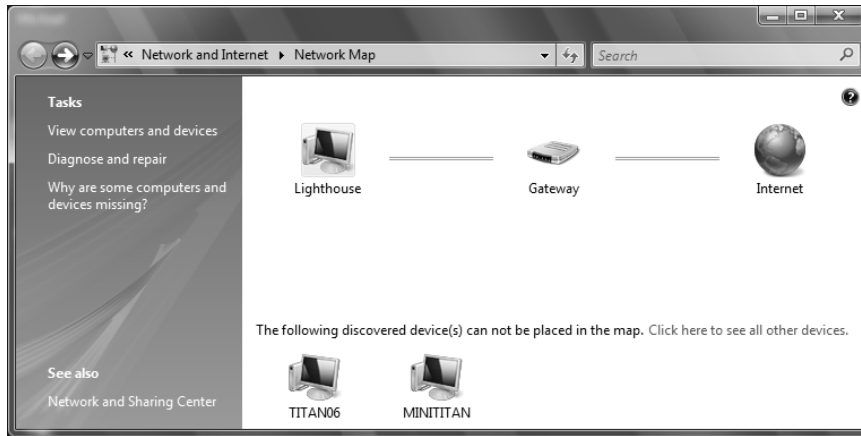 « Network and Internet ▸ Network Map
Search
Tasks
View computers and devices
Diagnose and repair
Why are some computers and
devices missing?
Lighthouse
Gateway
Internet
The following discovered device(s) can not be placed in the map. Click here to see all other devices.
See also
Network and Sharing Center
TITAN06
MINITITAN